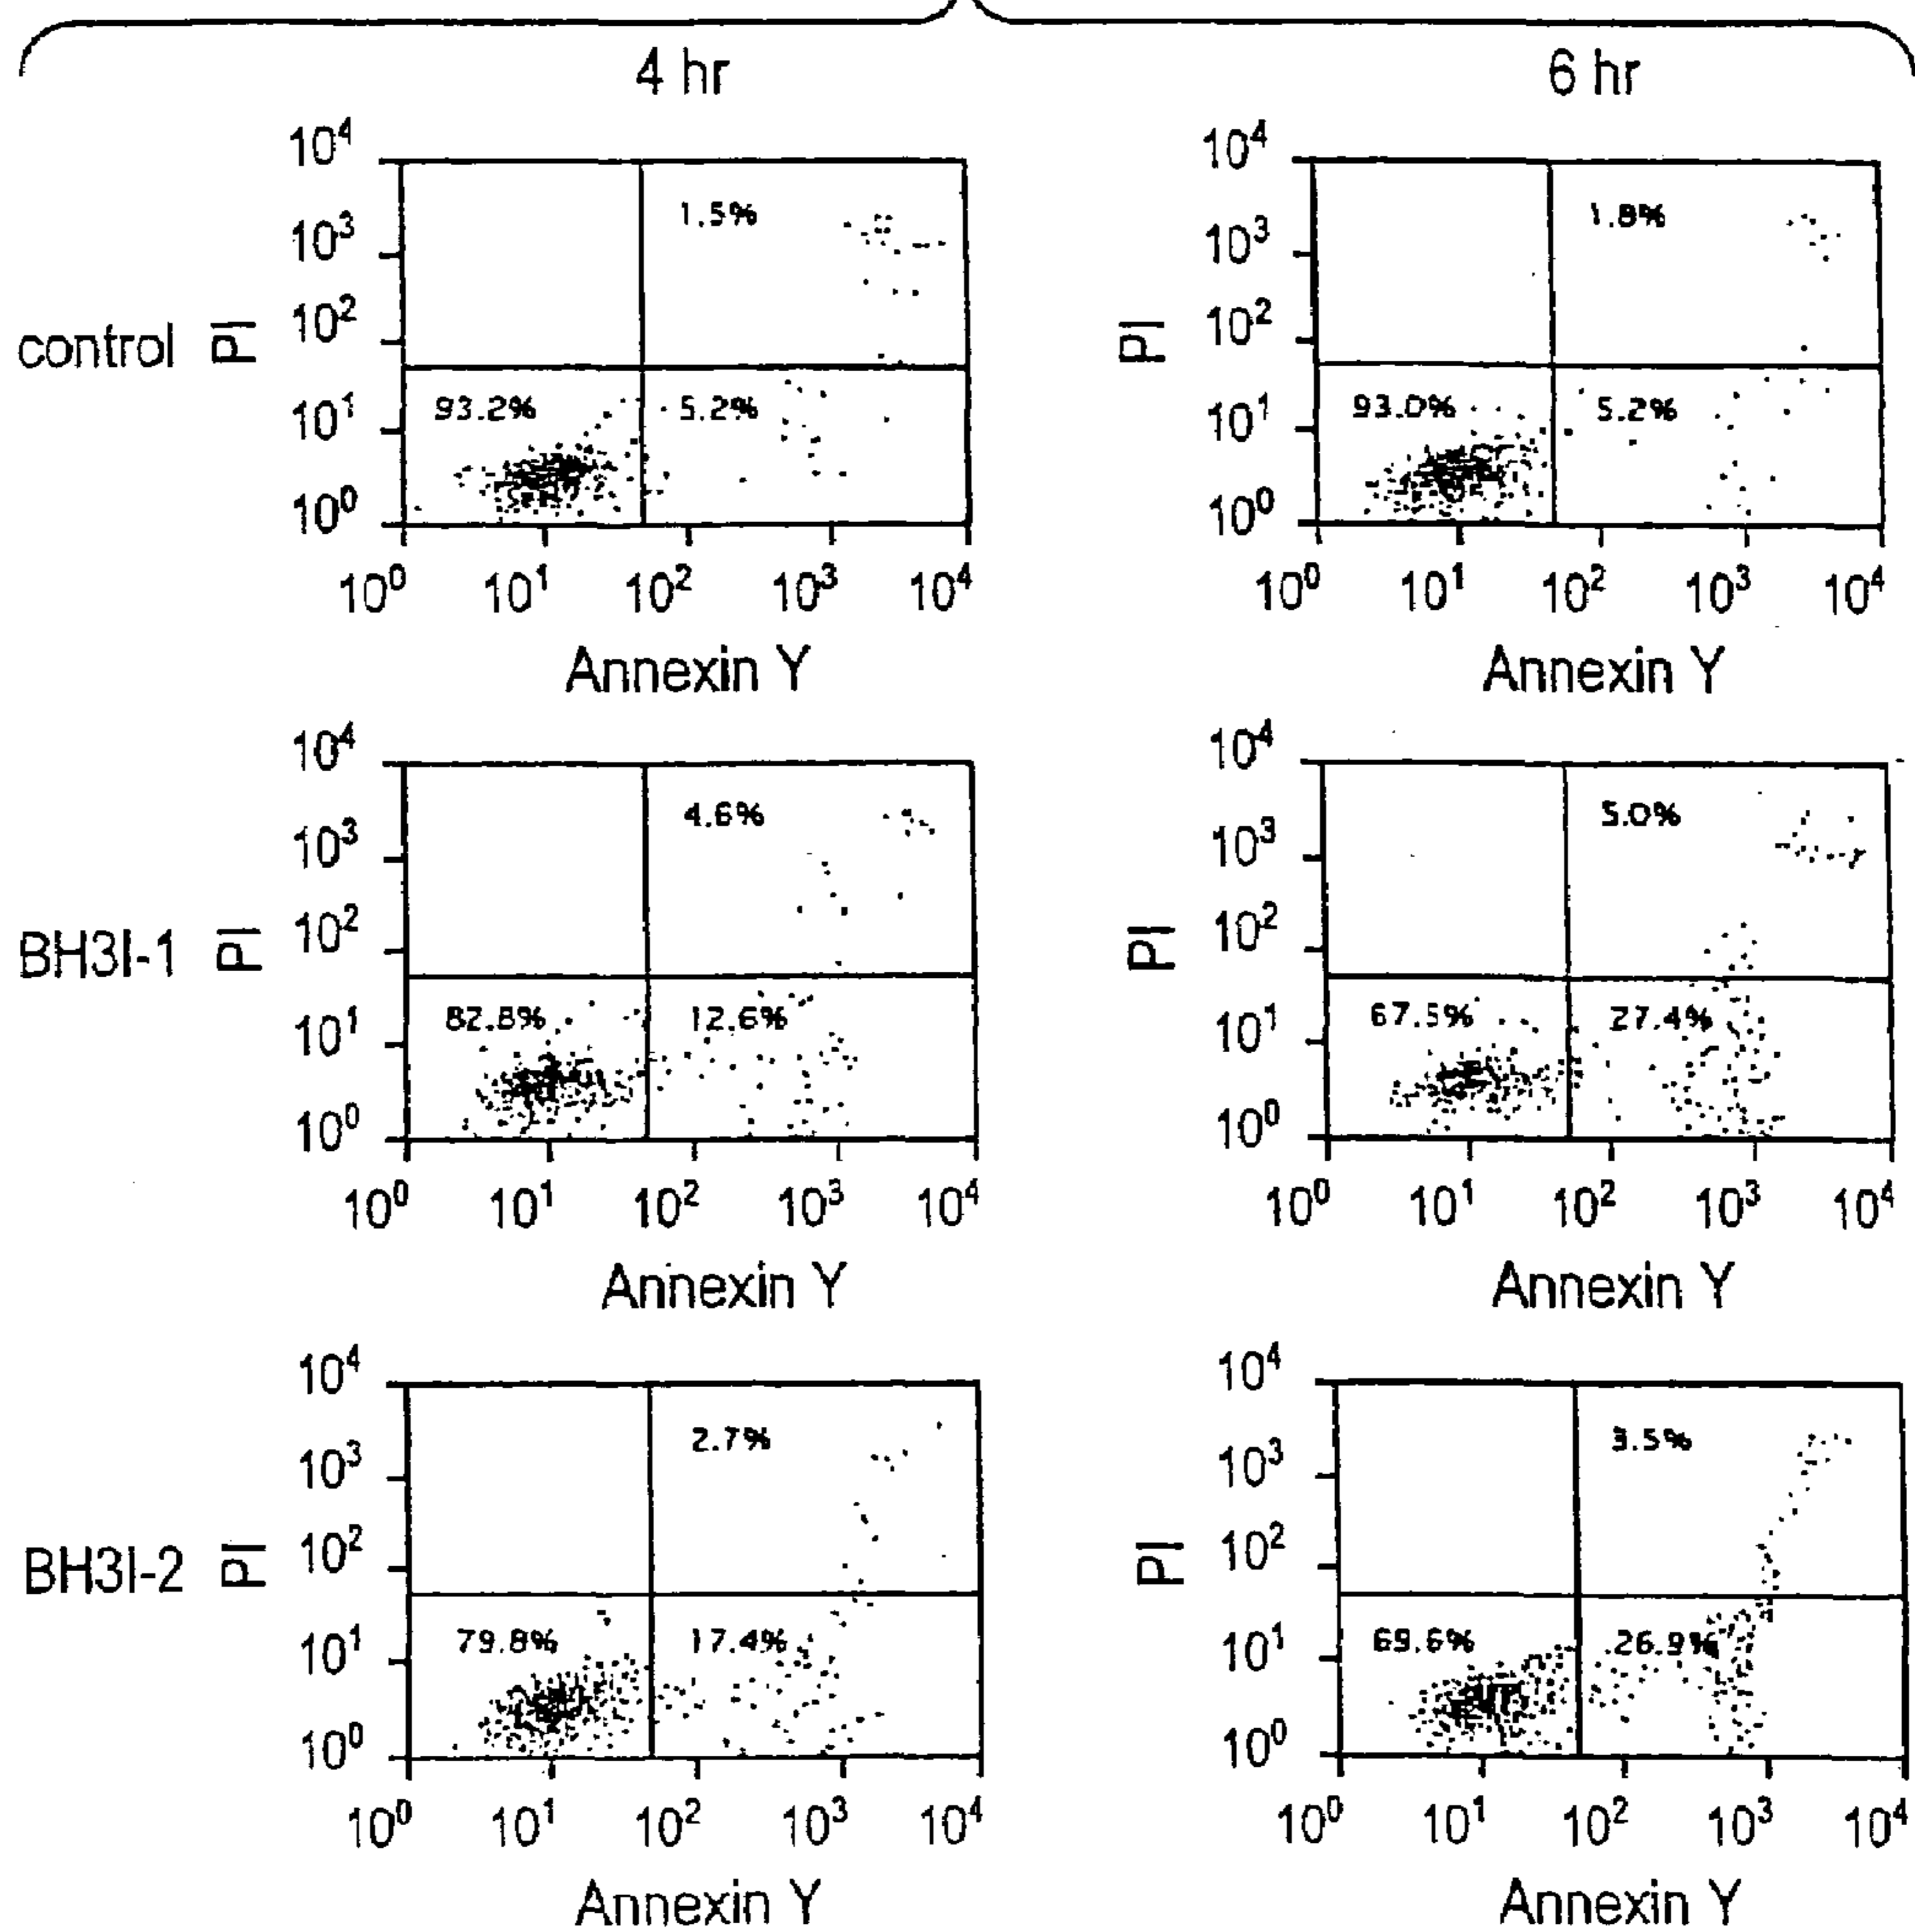 4 hr 6 hr
10⁴ 10⁴
1.5% 1.8%
10³ 10³
control PI 10² PI 10²
93.2% 5.2% 93.0% 5.2%
10¹ 10¹
10⁰ 10⁰
10⁰ 10¹ 10² 10³ 10⁴ 10⁰ 10¹ 10² 10³ 10⁴
Annexin Y Annexin Y
10⁴ 10⁴
4.6% 5.0%
10³ 10³
BH3I-1 PI 10² PI 10²
82.8% 12.6% 67.5% 27.4%
10¹ 10¹
10⁰ 10⁰
10⁰ 10¹ 10² 10³ 10⁴ 10⁰ 10¹ 10² 10³ 10⁴
Annexin Y Annexin Y
10⁴ 10⁴
2.7% 3.5%
10³ 10³
BH3I-2 PI 10² PI 10²
79.8% 17.4% 69.6% 26.9%
10¹ 10¹
10⁰ 10⁰
10⁰ 10¹ 10² 10³ 10⁴ 10⁰ 10¹ 10² 10³ 10⁴
Annexin Y Annexin Y